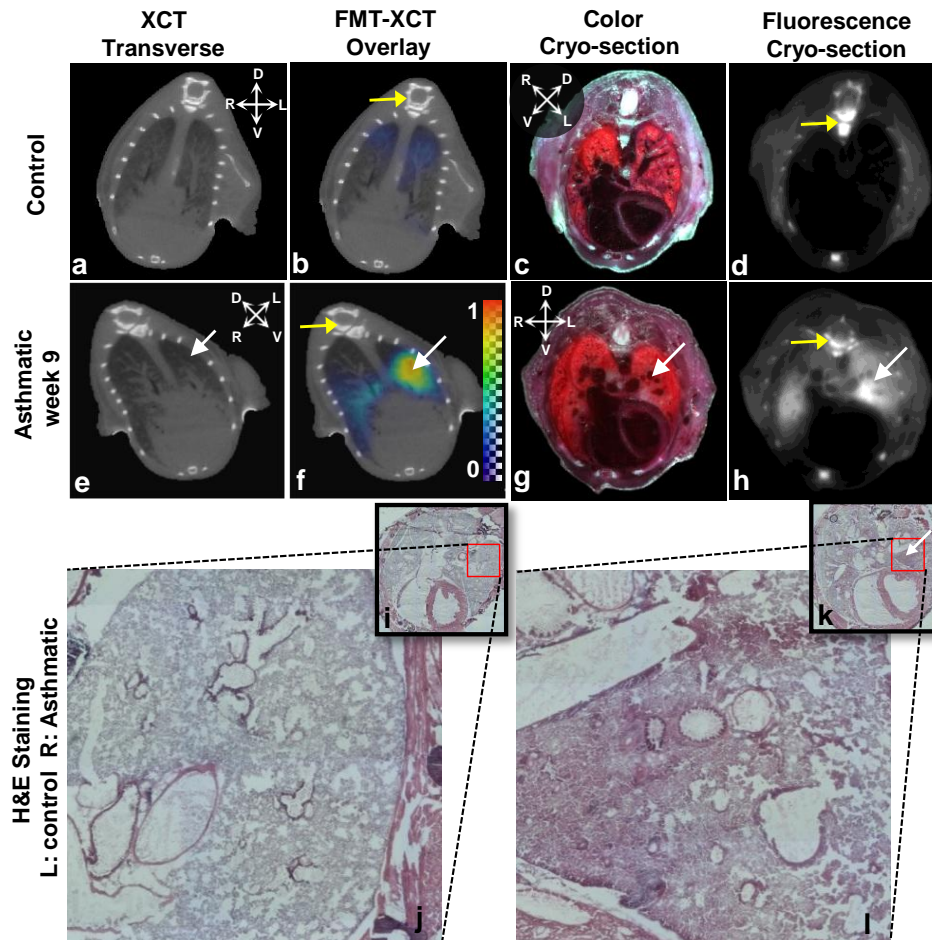 XCT
Transverse
FMT-XCT
Overlay
Color
Cryo-section
Fluorescence
Cryo-section
Control
D
R L
V
a
b
R D
V L
c
d
Asthmatic
week 9
D L
R V
e
1
0
f
D
R L
V
g
h
H&E Staining
L: control R: Asthmatic
i
k
j
l